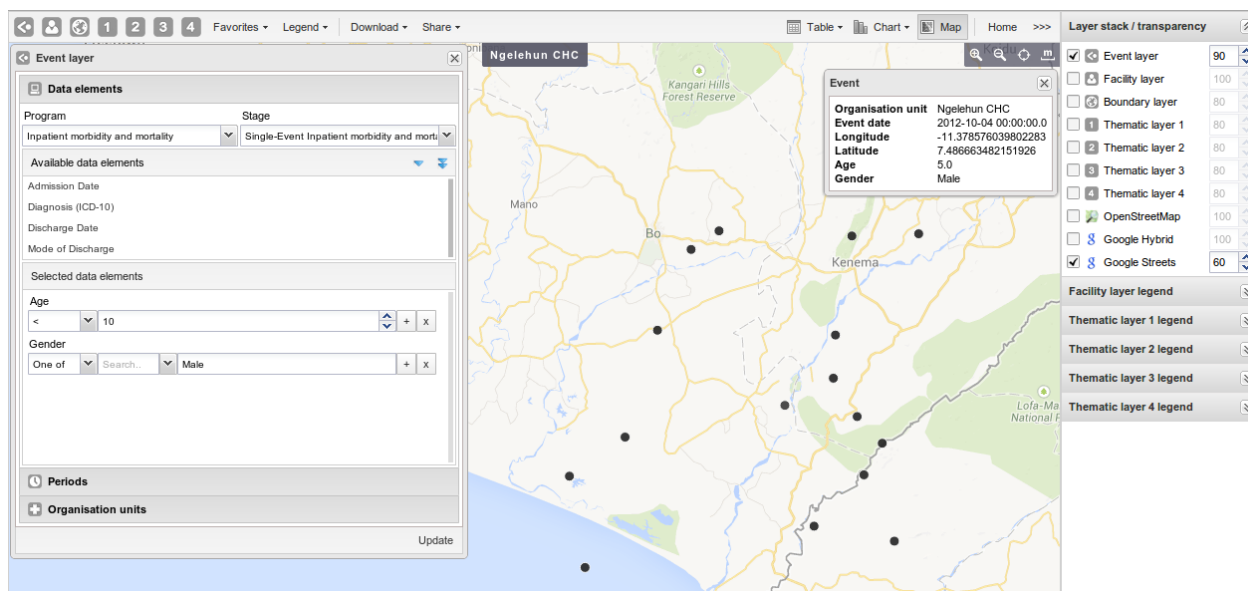 1 2 3 4 Favorites Legend Download Share Table Chart Map Home >>>
Event layer
Data elements
Program Stage
Inpatient morbidity and mortality Single-Event Inpatient morbidity and mort
Available data elements
Admission Date
Diagnosis (ICD-10)
Discharge Date
Mode of Discharge
Selected data elements
Age
< 10 + x
Gender
One of Search.. Male + x
Periods
Organisation units
Update
Ngelehun CHC
Kangari Hills
Forest Reserve
Mano
Bo
Kenema
Lofa-Ma
National
Event
Organisation unit Ngelehun CHC
Event date 2012-10-04 00:00:00.0
Longitude -11.378576039802283
Latitude 7.486663482151926
Age 5.0
Gender Male
Layer stack / transparency
Event layer 90
Facility layer 100
Boundary layer 80
1 Thematic layer 1 80
2 Thematic layer 2 80
3 Thematic layer 3 80
4 Thematic layer 4 80
OpenStreetMap 100
Google Hybrid 100
Google Streets 60
Facility layer legend
Thematic layer 1 legend
Thematic layer 2 legend
Thematic layer 3 legend
Thematic layer 4 legend